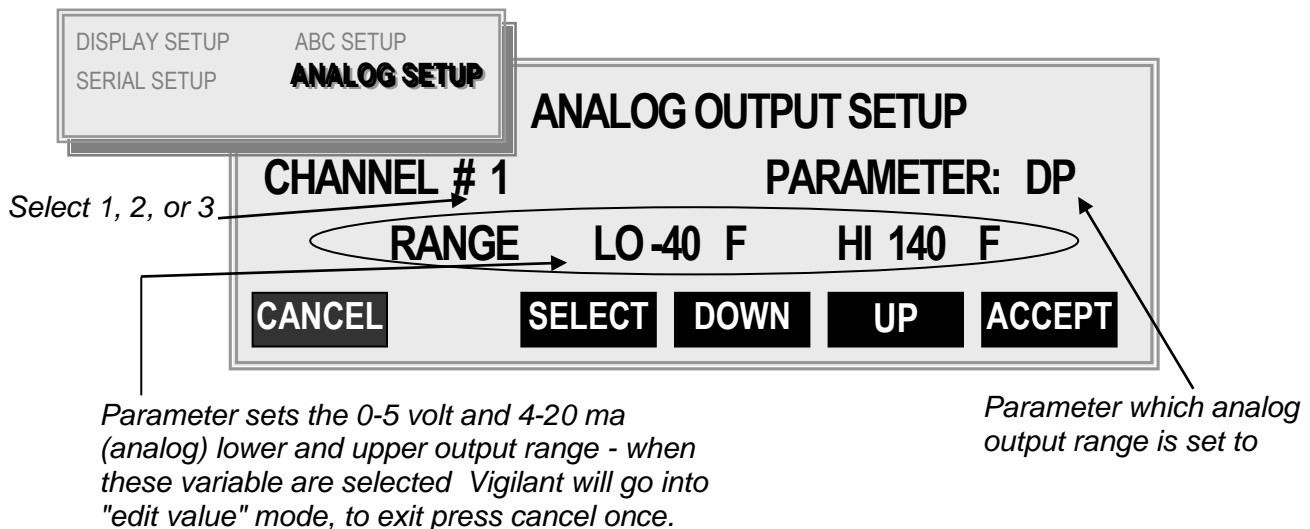 DISPLAY SETUP ABC SETUP
SERIAL SETUP ANALOG SETUP
ANALOG OUTPUT SETUP
CHANNEL # 1 PARAMETER: DP
Select 1, 2, or 3
RANGE LO -40 F HI 140 F
CANCEL SELECT DOWN UP ACCEPT
Parameter sets the 0-5 volt and 4-20 ma
(analog) lower and upper output range - when
these variable are selected Vigilant will go into
"edit value" mode, to exit press cancel once.
Parameter which analog
output range is set to